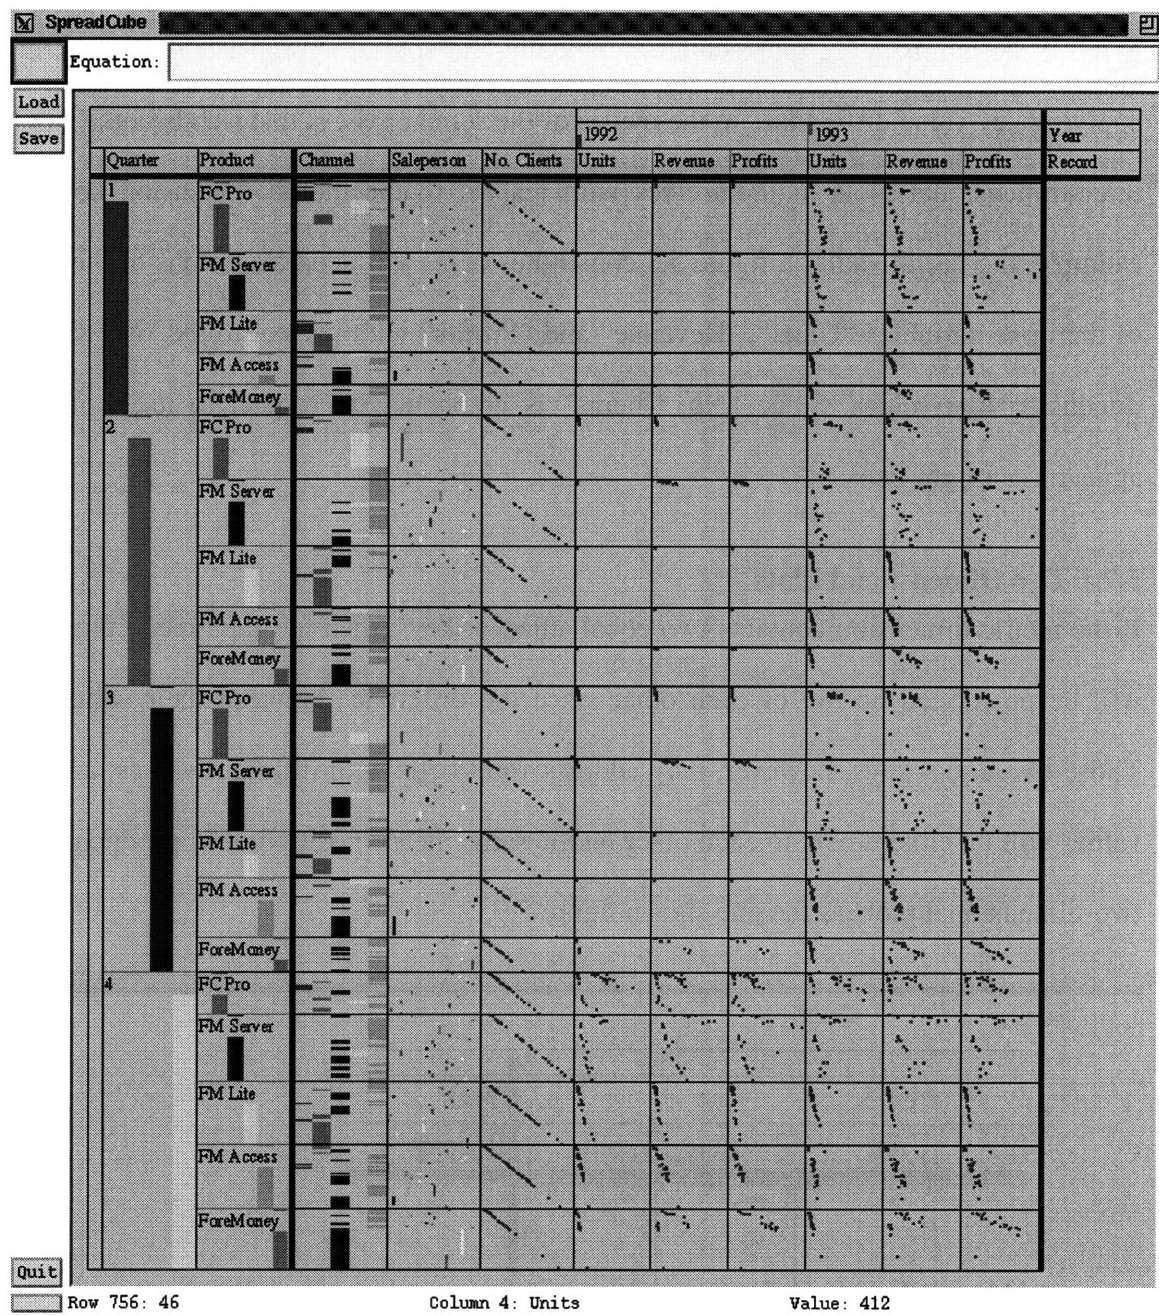 SpreadCube
Equation:
Load
Save
1992 1993 Year
Quarter Product Channel Saleperson No. Clients Units Revenue Profits Units Revenue Profits Record
1 FC Pro
FM Server
FM Lite
FM Access
ForeMoney
2 FC Pro
FM Server
FM Lite
FM Access
ForeMoney
3 FC Pro
FM Server
FM Lite
FM Access
ForeMoney
4 FC Pro
FM Server
FM Lite
FM Access
ForeMoney
Quit
Row 756: 46 Column 4: Units Value: 412